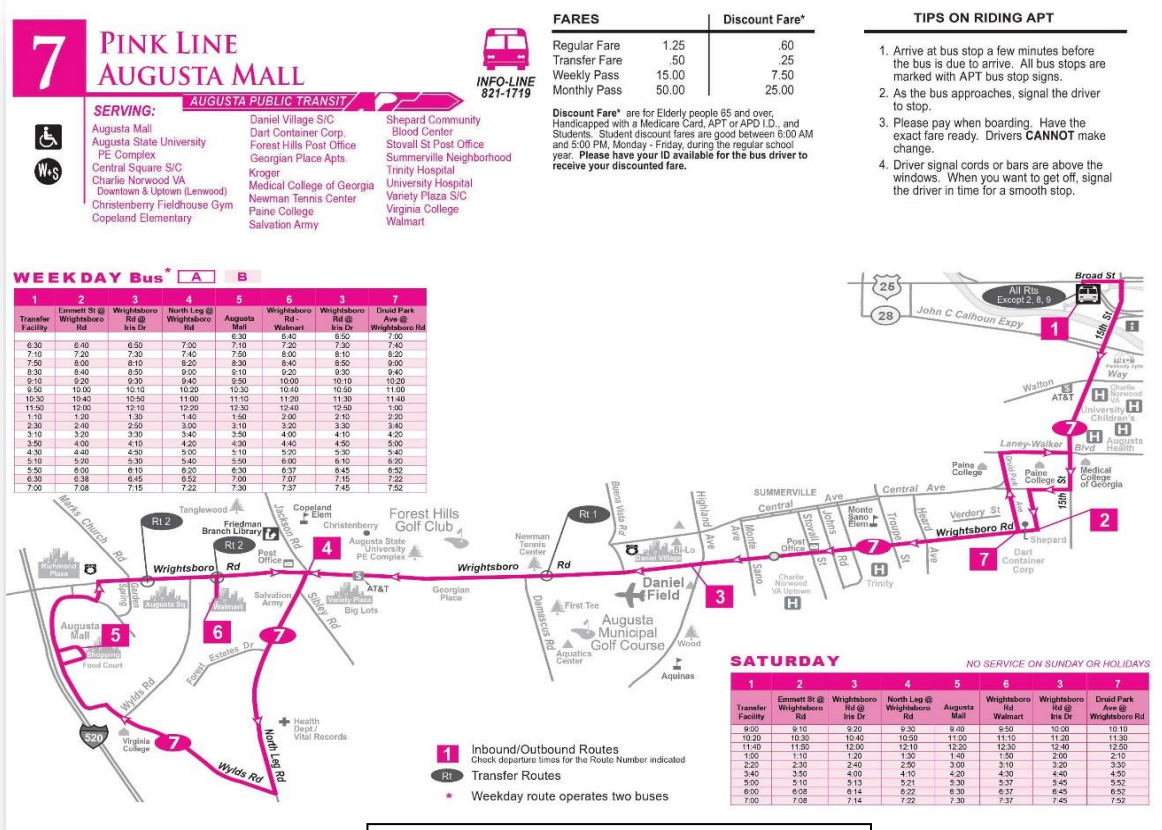 7
PINK LINE
AUGUSTA MALL
AUGUSTA PUBLIC TRANSIT
INFO-LINE
821-1719
W+S
SERVING:
Augusta Mall
Augusta State University
PE Complex
Central Square S/C
Charlie Norwood VA
Downtown & Uptown (Lenwood)
Christenberry Fieldhouse Gym
Copeland Elementary
Daniel Village S/C
Dart Container Corp.
Forest Hills Post Office
Georgian Place Apts.
Kroger
Medical College of Georgia
Newman Tennis Center
Paine College
Salvation Army
Shepard Community
Blood Center
Stovall St Post Office
Summerville Neighborhood
Trinity Hospital
University Hospital
Variety Plaza S/C
Virginia College
Walmart
FARES Discount Fare*
Regular Fare 1.25 .60
Transfer Fare .50 .25
Weekly Pass 15.00 7.50
Monthly Pass 50.00 25.00
Discount Fare* are for Elderly people 65 and over,
Handicapped with a Medicare Card, APT or APD I.D., and
Students. Student discount fares are good between 6:00 AM
and 5:00 PM, Monday - Friday, during the regular school
year. Please have your ID available for the bus driver to
receive your discounted fare.
TIPS ON RIDING APT
1. Arrive at bus stop a few minutes before
the bus is due to arrive. All bus stops are
marked with APT bus stop signs.
2. As the bus approaches, signal the driver
to stop.
3. Please pay when boarding. Have the
exact fare ready. Drivers CANNOT make
change.
4. Driver signal cords or bars are above the
windows. When you want to get off, signal
the driver in time for a smooth stop.
WEEKDAY Bus* A B
1 2 3 4 5 6 3 7
Transfer Facility Emmett St @ Wrightsboro Rd Wrightsboro Rd @ Iris Dr North Leg @ Wrightsboro Rd Augusta Mall Wrightsboro Rd - Walmart Wrightsboro Rd @ Iris Dr Druid Park Ave @ Wrightsboro Rd
6:30 6:40 6:50 7:00
6:30 6:40 6:50 7:00 7:10 7:20 7:30 7:40
7:10 7:20 7:30 7:40 7:50 8:00 8:10 8:20
7:50 8:00 8:10 8:20 8:30 8:40 8:50 9:00
8:30 8:40 8:50 9:00 9:10 9:20 9:30 9:40
9:10 9:20 9:30 9:40 9:50 10:00 10:10 10:20
9:50 10:00 10:10 10:20 10:30 10:40 10:50 11:00
10:30 10:40 10:50 11:00 11:10 11:20 11:30 11:40
11:50 12:00 12:10 12:20 12:30 12:40 12:50 1:00
1:10 1:20 1:30 1:40 1:50 2:00 2:10 2:20
2:30 2:40 2:50 3:00 3:10 3:20 3:30 3:40
3:10 3:20 3:30 3:40 3:50 4:00 4:10 4:20
3:50 4:00 4:10 4:20 4:30 4:40 4:50 5:00
4:30 4:40 4:50 5:00 5:10 5:20 5:30 5:40
5:10 5:20 5:30 5:40 5:50 6:00 6:10 6:20
5:50 6:00 6:10 6:20 6:30 6:37 6:45 6:52
6:30 6:38 6:45 6:52 7:00 7:07 7:15 7:22
7:00 7:08 7:15 7:22 7:30 7:37 7:45 7:52
Broad St
25
28
All Rts
Except 2, 8, 9
John C Calhoun Expy
1
15th St
Peabody Apts
Way
Walton
AT&T
Charlie
Norwood
VA
University
Children's
7
Augusta
Health
Laney-Walker Blvd
Paine
College
Druid Park
Ave
Paine
College
Medical
College
of Georgia
15th St
2
Verdery St
Wrightsboro Rd
Shepard
7
Dart
Container
Corp
SUMMERVILLE
Central Ave
Central Ave
Monte
Sano
Elem
Troupe St
Heard Ave
Johns Rd
Stovall St
Post
Office
7
Trinity
Monte Sano
Ave
Highland Ave
Charlie
Norwood
VA Uptown
Buena Vista Rd
Rt 1
Bi-Lo
Daniel Village
3
Daniel
Field
Newman
Tennis
Center
Wrightsboro Rd
Damascus Rd
First Tee
Augusta
Municipal
Golf Course
Aquatics
Center
Wood
Aquinas
Georgian
Place
Forest Hills
Golf Club
Christenberry
Augusta State
University
PE Complex
AT&T
Variety Plaza
Big Lots
Copeland
Elem
Jackson Rd
Tanglewood
Friedman
Branch Library
Rt 2
Rt 2
Post
Office
4
Marks Church Rd
Richmond
Plaza
Wrightsboro Rd
Garden
Spring
Augusta Sq
Walmart
Salvation
Army
Sibley Rd
Augusta
Mall
5
Shopping
Food Court
6
7
Forest Estates Dr
Wylds Rd
520
Virginia
College
7
Wylds Rd
North Leg Rd
Health
Dept./
Vital Records
1 Inbound/Outbound Routes
Check departure times for the Route Number indicated
Rt Transfer Routes
* Weekday route operates two buses
SATURDAY NO SERVICE ON SUNDAY OR HOLIDAYS
1 2 3 4 5 6 3 7
Transfer Facility Emmett St @ Wrightsboro Rd Wrightsboro Rd @ Iris Dr North Leg @ Wrightsboro Rd Augusta Mall Wrightsboro Rd Walmart Wrightsboro Rd @ Iris Dr Druid Park Ave @ Wrightsboro Rd
9:00 9:10 9:20 9:30 9:40 9:50 10:00 10:10
10:20 10:30 10:40 10:50 11:00 11:10 11:20 11:30
11:40 11:50 12:00 12:10 12:20 12:30 12:40 12:50
1:00 1:10 1:20 1:30 1:40 1:50 2:00 2:10
2:20 2:30 2:40 2:50 3:00 3:10 3:20 3:30
3:40 3:50 4:00 4:10 4:20 4:30 4:40 4:50
5:00 5:10 5:13 5:21 5:30 5:37 5:45 5:52
6:00 6:08 6:14 6:22 6:30 6:37 6:45 6:52
7:00 7:08 7:14 7:22 7:30 7:37 7:45 7:52